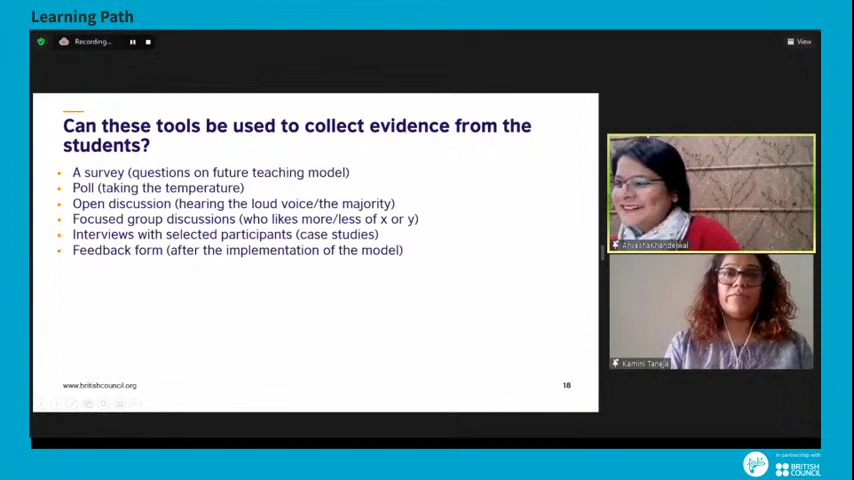 Learning Path
Recording...
View
Can these tools be used to collect evidence from the
students?
A survey (questions on future teaching model)
Poll (taking the temperature)
Open discussion (hearing the loud voice/the majority)
Focused group discussions (who likes more/less of x or y)
Interviews with selected participants (case studies)
Feedback form (after the implementation of the model)
AnveshaKhandelwal
Kamini Taneja
www.britishcouncil.org
18
in partnership with
BRITISH
COUNCIL